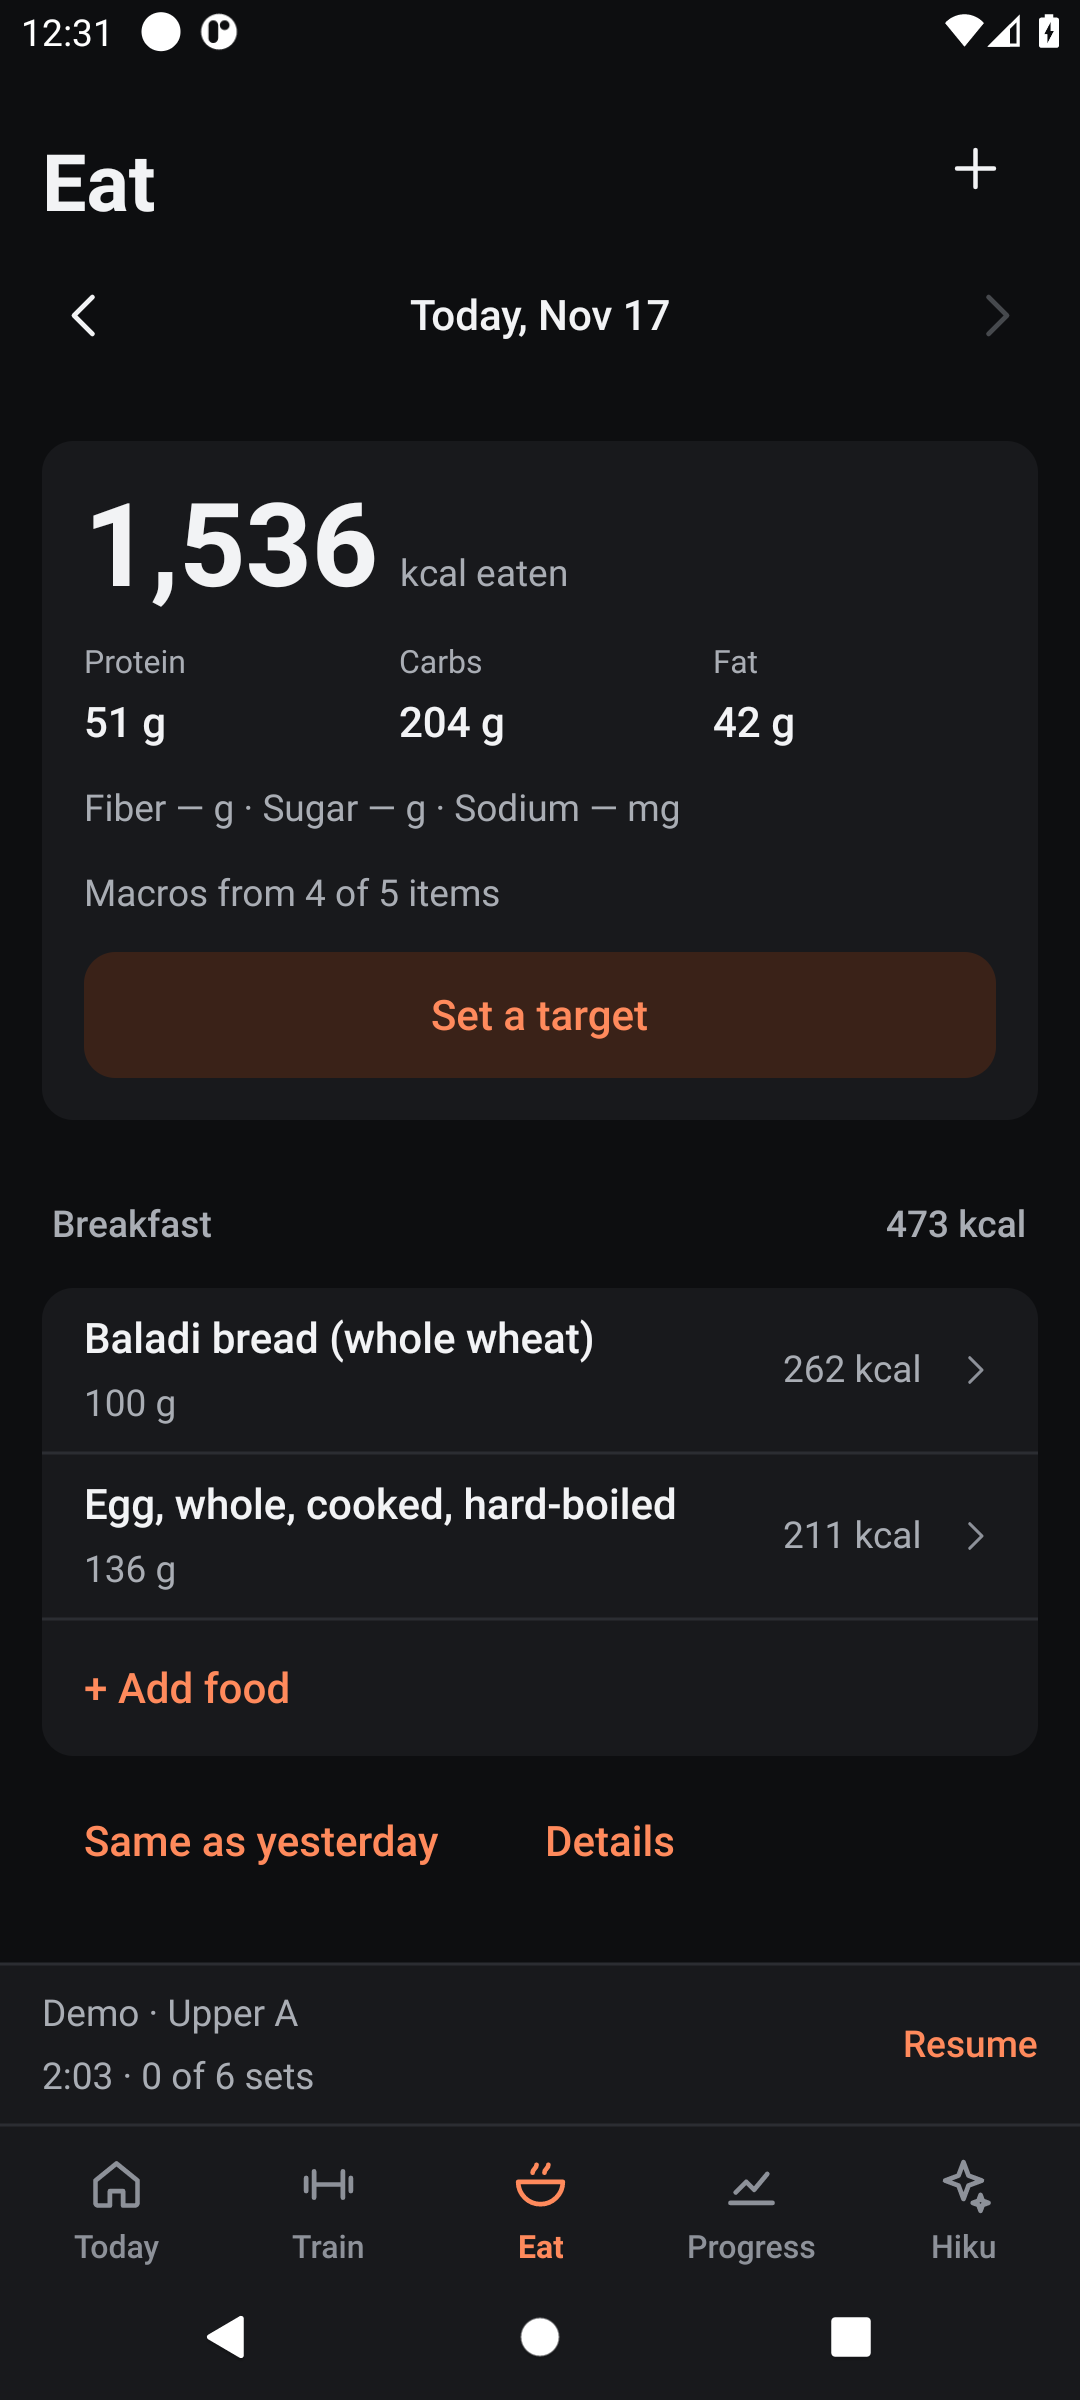 12:31
Eat
Today, Nov 17
1,536 kcal eaten
Protein Carbs Fat
51 g 204 g 42 g
Fiber — g · Sugar — g · Sodium — mg
Macros from 4 of 5 items
Set a target
Breakfast 473 kcal
Baladi bread (whole wheat)
262 kcal
100 g
Egg, whole, cooked, hard-boiled
211 kcal
136 g
+ Add food
Same as yesterday Details
Demo · Upper A
Resume
2:03 · 0 of 6 sets
Today Train Eat Progress Hiku